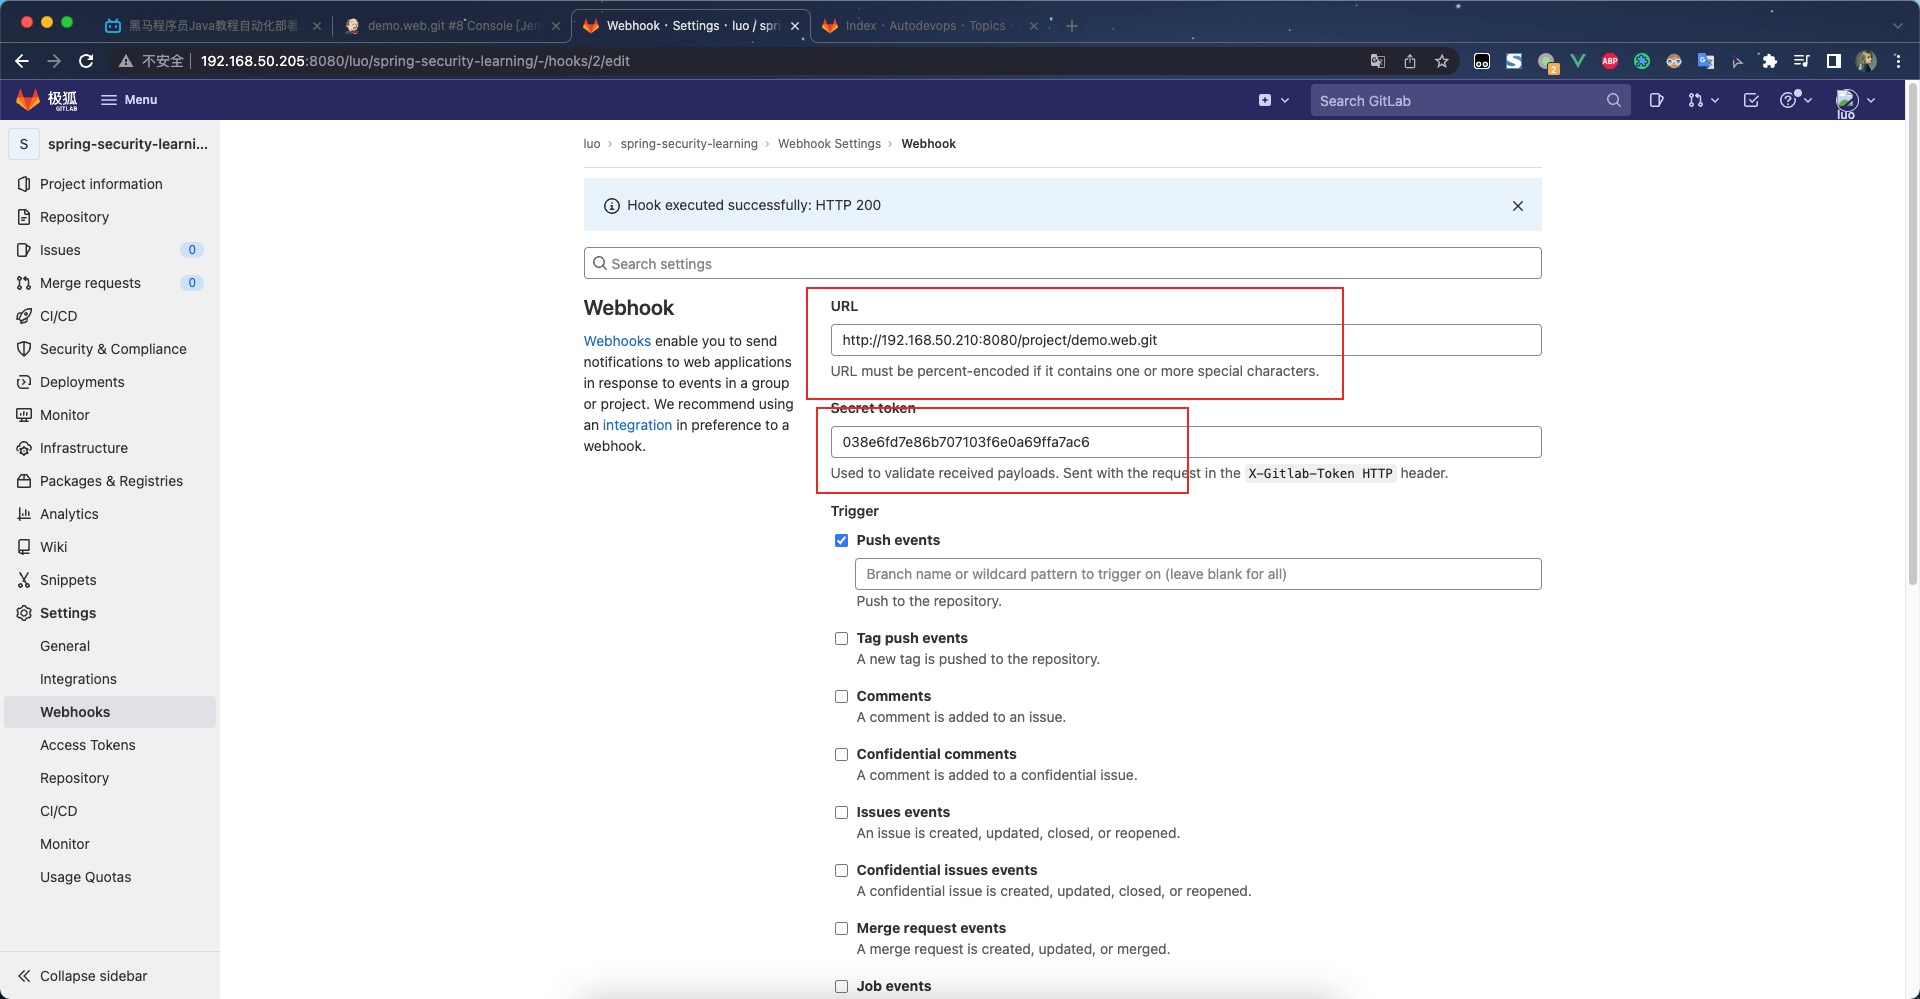 黑马程序员Java教程自动化部署
demo.web.git #8 Console [Jen
Webhook · Settings · luo / spri
Index · Autodevops · Topics ·
不安全
192.168.50.205:8080/luo/spring-security-learning/-/hooks/2/edit
2
ABP
极狐
GITLAB
Menu
Search GitLab
luo
S
spring-security-learni...
Project information
Repository
Issues
0
Merge requests
0
CI/CD
Security & Compliance
Deployments
Monitor
Infrastructure
Packages & Registries
Analytics
Wiki
Snippets
Settings
General
Integrations
Webhooks
Access Tokens
Repository
CI/CD
Monitor
Usage Quotas
Collapse sidebar
luo › spring-security-learning › Webhook Settings › Webhook
Hook executed successfully: HTTP 200
Search settings
Webhook
Webhooks enable you to send
notifications to web applications
in response to events in a group
or project. We recommend using
an integration in preference to a
webhook.
URL
http://192.168.50.210:8080/project/demo.web.git
URL must be percent-encoded if it contains one or more special characters.
Secret token
038e6fd7e86b707103f6e0a69ffa7ac6
Used to validate received payloads. Sent with the request in the X-Gitlab-Token HTTP header.
Trigger
Push events
Branch name or wildcard pattern to trigger on (leave blank for all)
Push to the repository.
Tag push events
A new tag is pushed to the repository.
Comments
A comment is added to an issue.
Confidential comments
A comment is added to a confidential issue.
Issues events
An issue is created, updated, closed, or reopened.
Confidential issues events
A confidential issue is created, updated, closed, or reopened.
Merge request events
A merge request is created, updated, or merged.
Job events